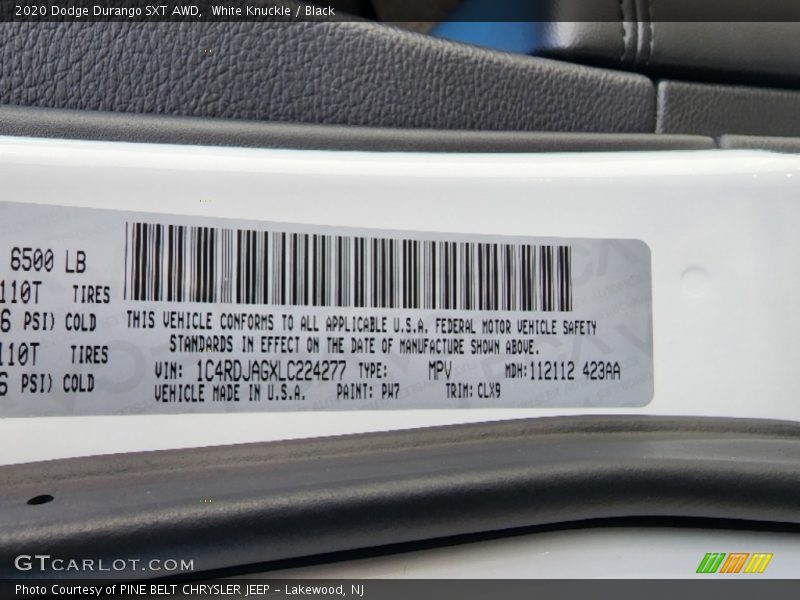 2020 Dodge Durango SXT AWD, White Knuckle / Black
6500 LB
110T TIRES
6 PSI) COLD
110T TIRES
6 PSI) COLD
THIS VEHICLE CONFORMS TO ALL APPLICABLE U.S.A. FEDERAL MOTOR VEHICLE SAFETY
STANDARDS IN EFFECT ON THE DATE OF MANUFACTURE SHOWN ABOVE.
VIN: 1C4RDJAGXLC224277 TYPE: MPV MDH:112112 423AA
VEHICLE MADE IN U.S.A. PAINT: PW7 TRIM: CLX9
GTCARLOT.COM
Photo Courtesy of PINE BELT CHRYSLER JEEP - Lakewood, NJ